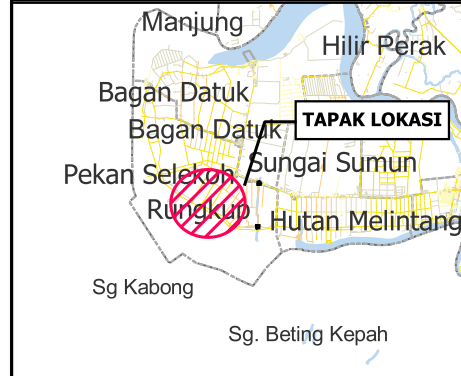 Manjung
Hilir Perak
Bagan Datuk
TAPAK LOKASI
Bagan Datuk
Sungai Sumun
Pekan Selekoh
Rungkup
Hutan Melintang
Sg Kabong
Sg. Beting Kepah